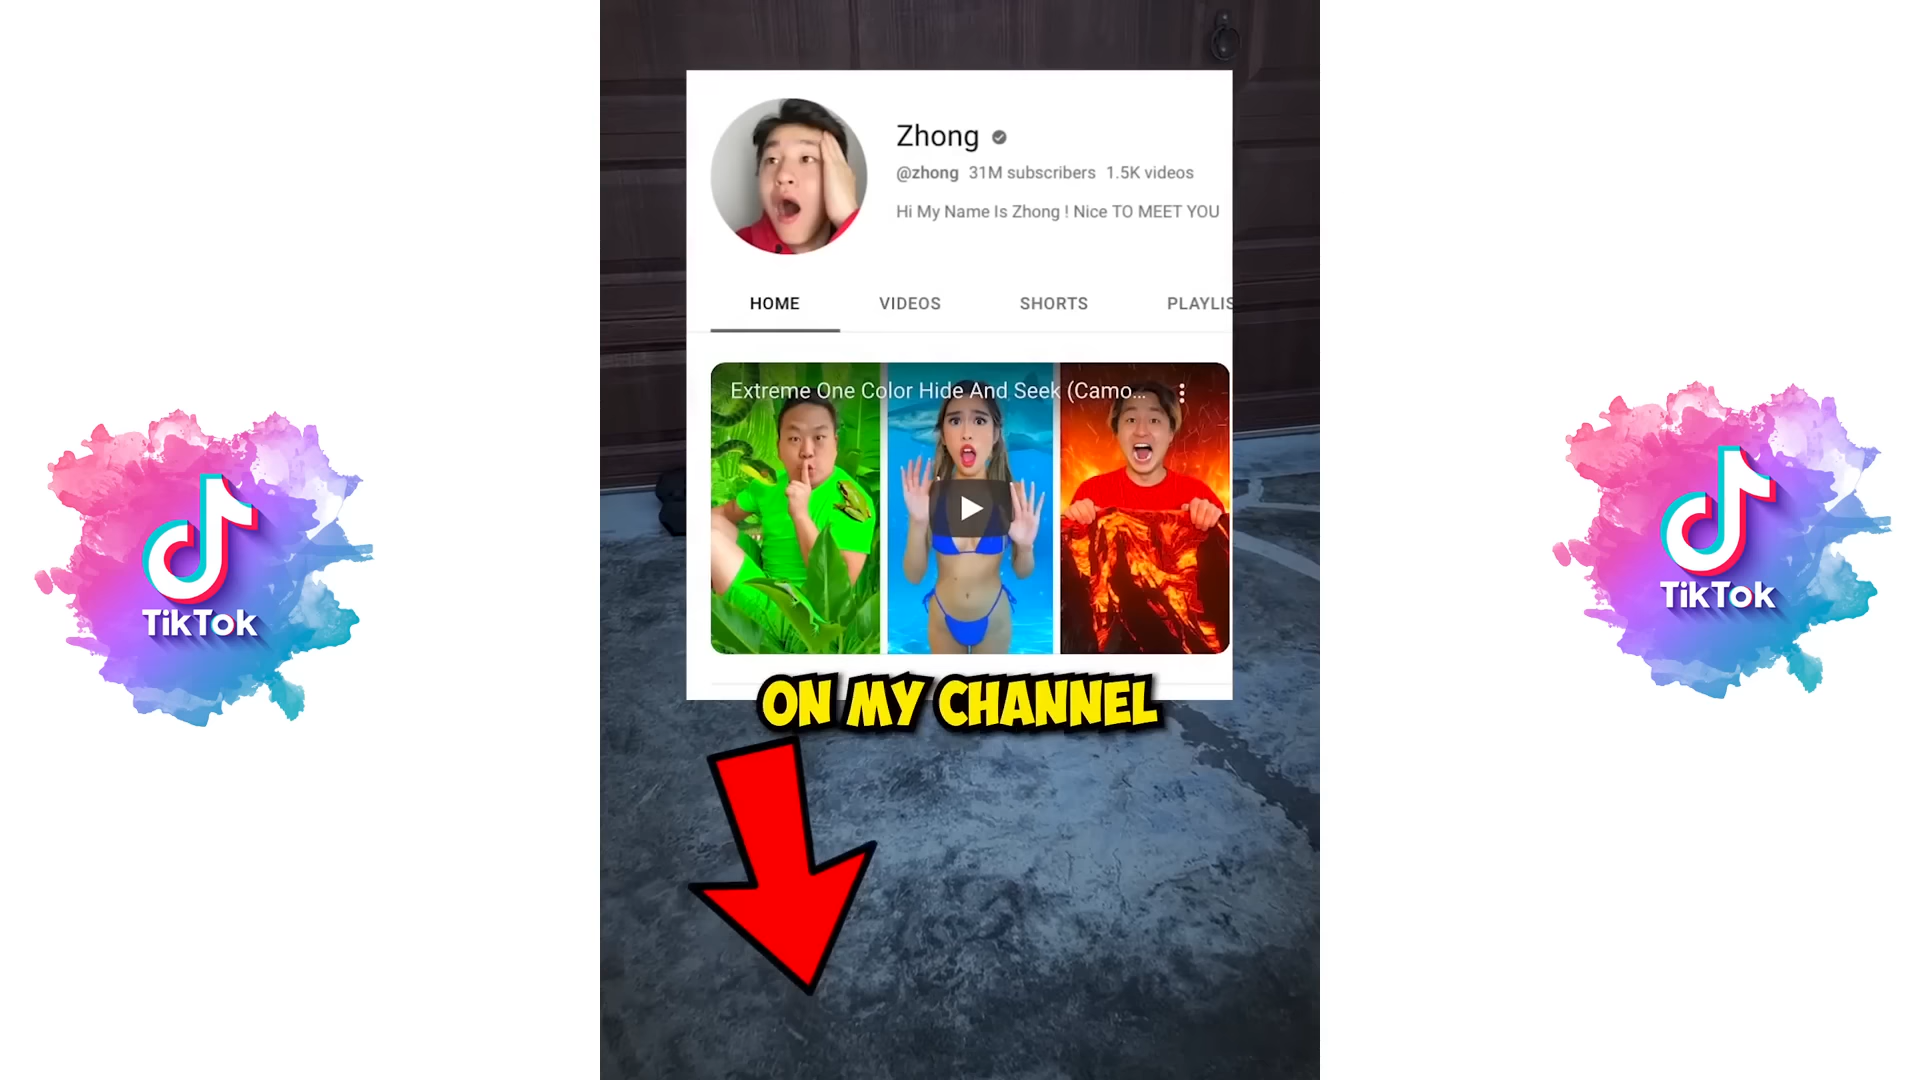 Zhong
@zhong 31M subscribers 1.5K videos
Hi My Name Is Zhong ! Nice TO MEET YOU
HOME VIDEOS SHORTS PLAYLIS
Extreme One Color Hide And Seek (Camo...
TikTok
TikTok
ON MY CHANNEL